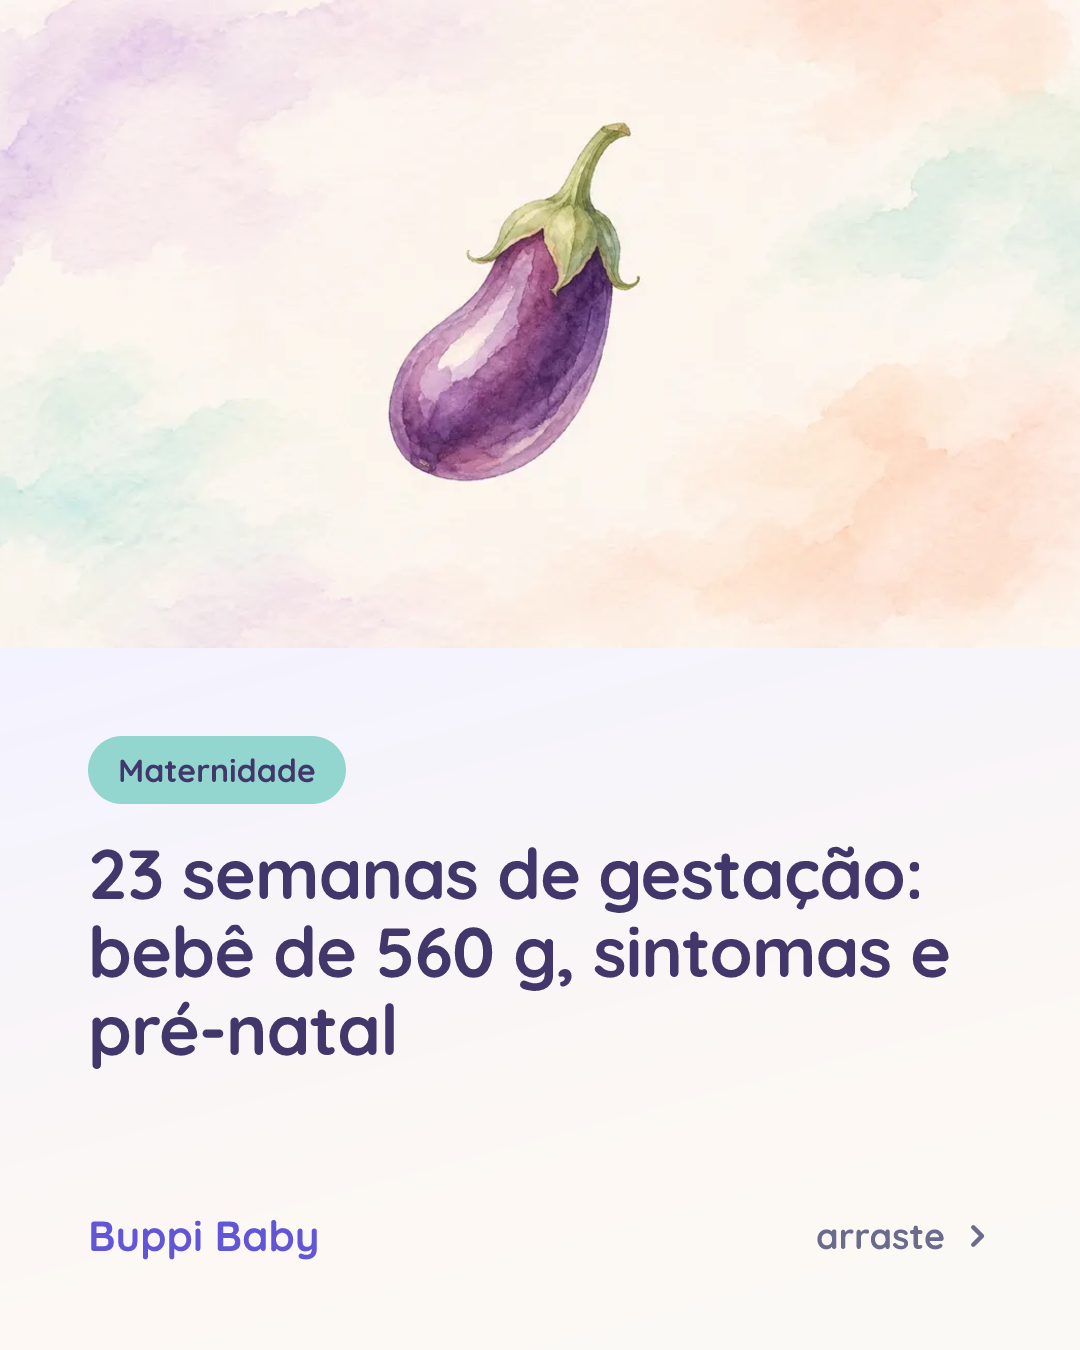 Maternidade
23 semanas de gestação:
bebê de 560 g, sintomas e
pré-natal
Buppi Baby
arraste